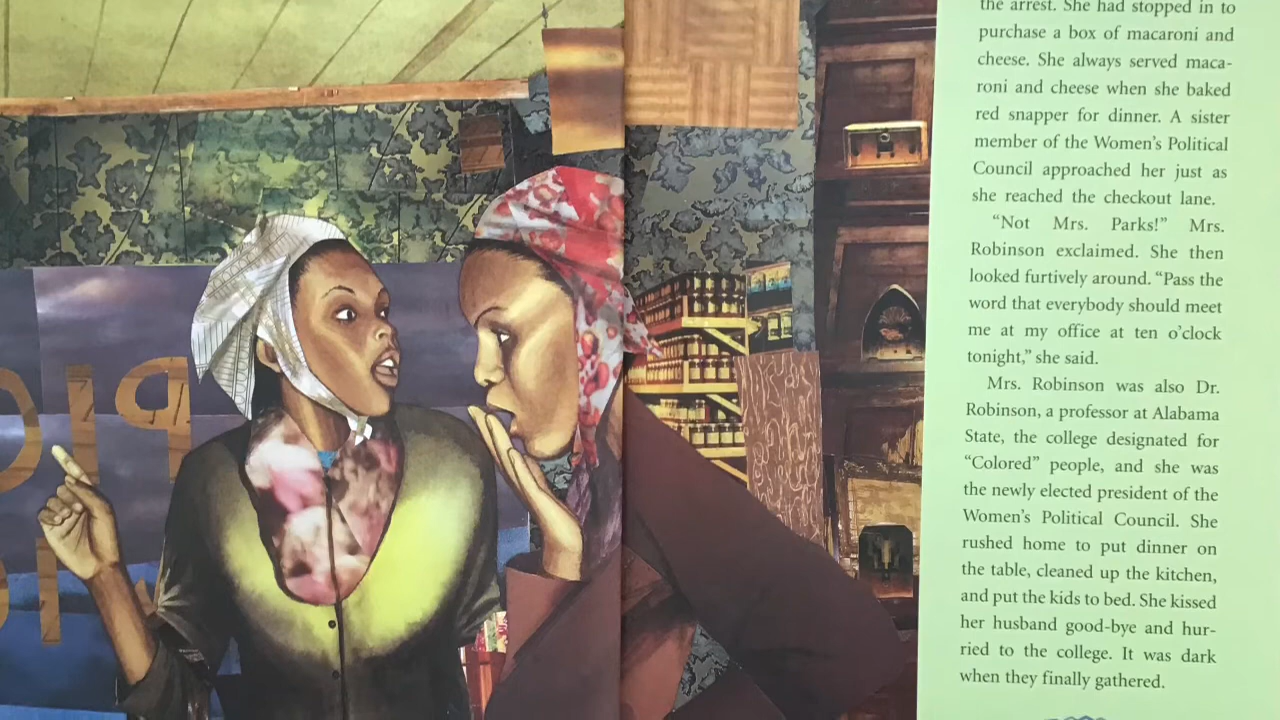 the arrest. She had stopped in to
purchase a box of macaroni and
cheese. She always served maca-
roni and cheese when she baked
red snapper for dinner. A sister
member of the Women's Political
Council approached her just as
she reached the checkout lane.
"Not Mrs. Parks!" Mrs.
Robinson exclaimed. She then
looked furtively around. "Pass the
word that everybody should meet
me at my office at ten o'clock
tonight," she said.
Mrs. Robinson was also Dr.
Robinson, a professor at Alabama
State, the college designated for
"Colored" people, and she was
the newly elected president of the
Women's Political Council. She
rushed home to put dinner on
the table, cleaned up the kitchen,
and put the kids to bed. She kissed
her husband good-bye and hur-
ried to the college. It was dark
when they finally gathered.